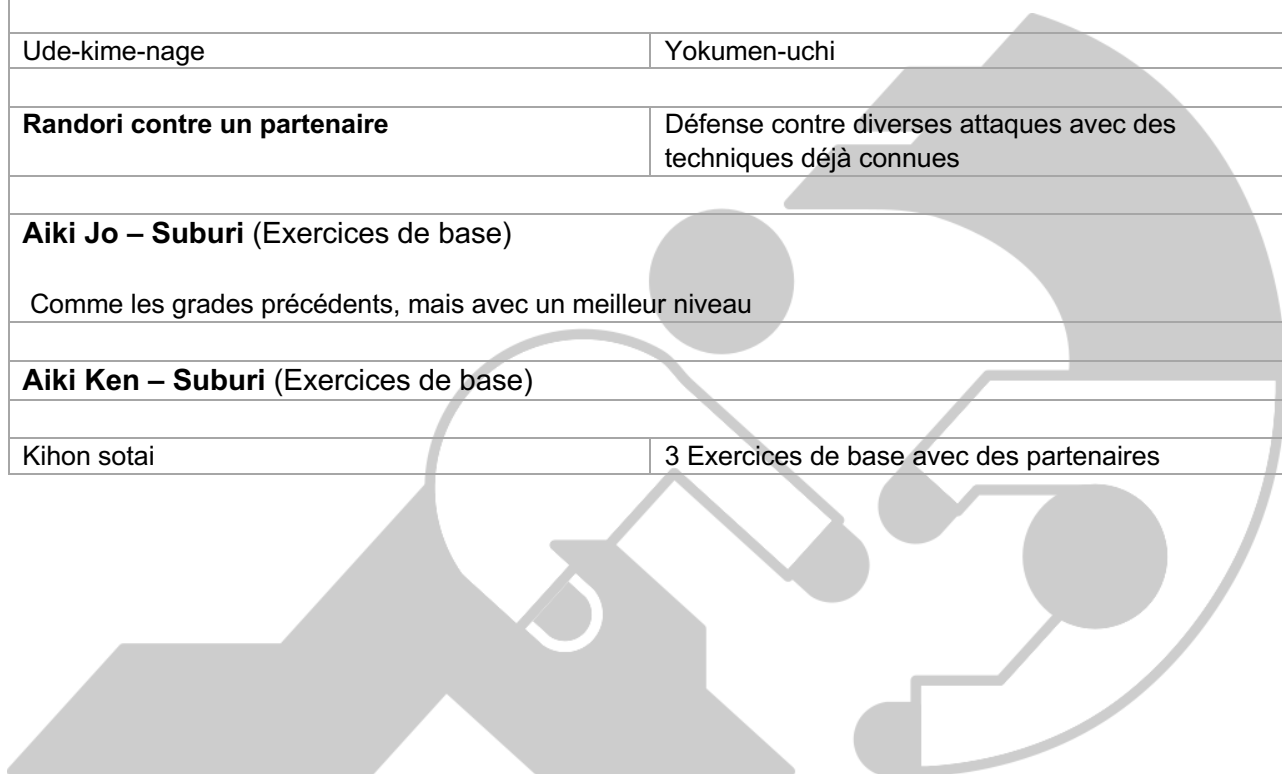 Ude-kime-nage
Yokumen-uchi
Randori contre un partenaire
Défense contre diverses attaques avec des
techniques déjà connues
Aiki Jo – Suburi (Exercices de base)
Comme les grades précédents, mais avec un meilleur niveau
Aiki Ken – Suburi (Exercices de base)
Kihon sotai
3 Exercices de base avec des partenaires